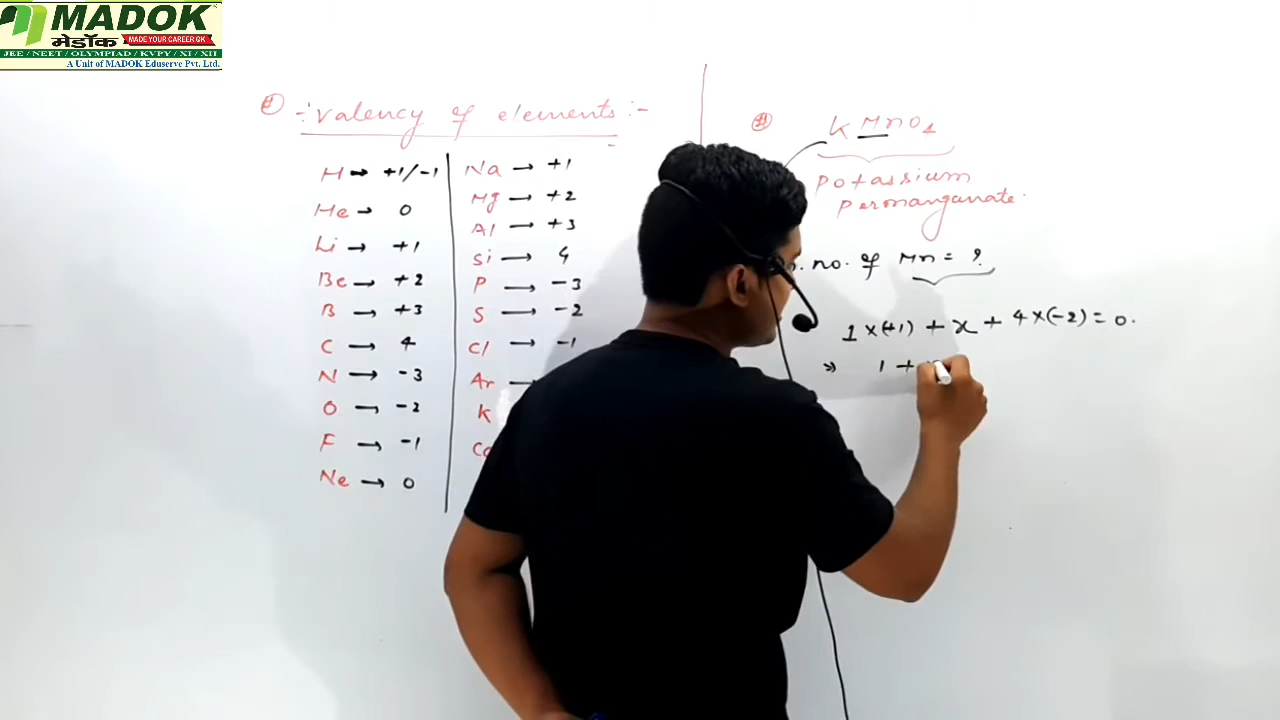 MADOK
मेडॉक MADE YOUR CAREER GK
JEE / NEET / OLYMPIAD / KVPY / XI / XII
A Unit of MADOK Eduserve Pvt. Ltd.
# -: valency of elements :-
H → +1/-1
He → 0
Li → +1
Be → +2
B → +3
C → 4
N → -3
O → -2
F → -1
Ne → 0
Na → +1
Mg → +2
Al → +3
Si → 4
P → -3
S → -2
Cl → -1
Ar →
K
# KMnO4
Potassium
Permanganate.
no. of Mn = ?
1×(+1) + x + 4×(-2) = 0.
⇒ 1 +